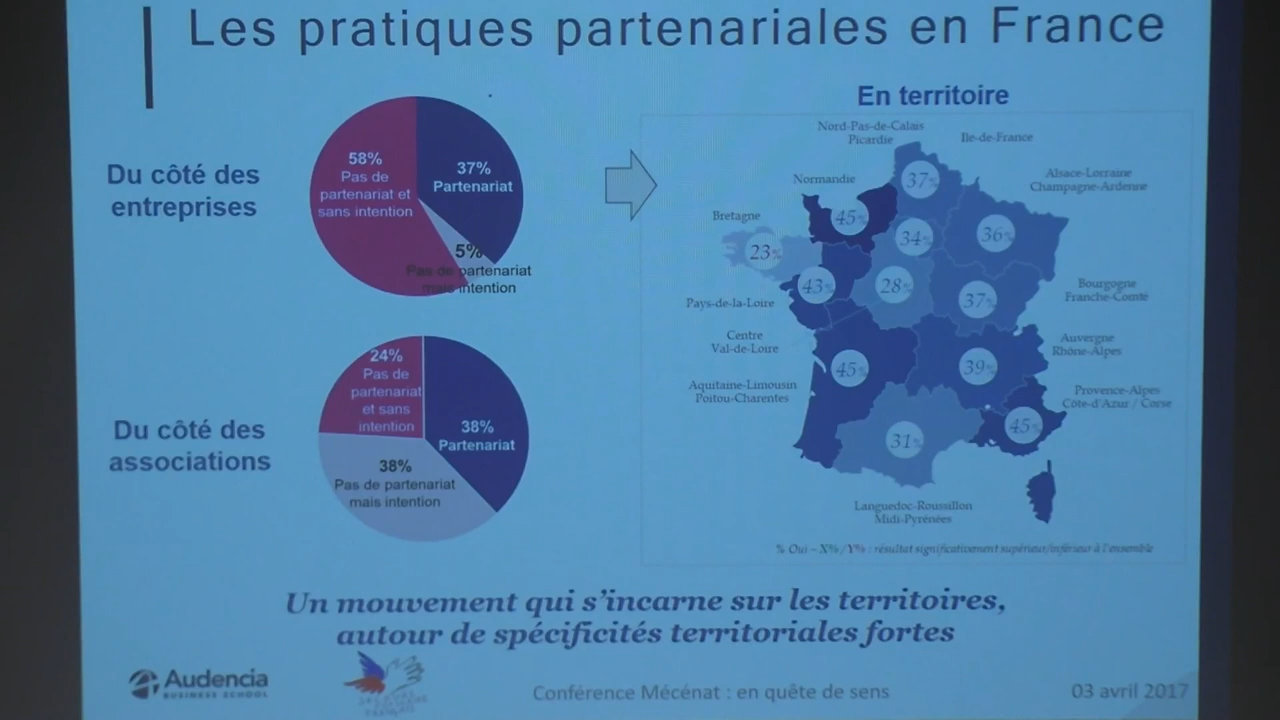 Les pratiques partenariales en France
Du côté des
entreprises
58%
Pas de
partenariat et
sans intention
37%
Partenariat
5%
Pas de partenariat
mais intention
Du côté des
associations
24%
Pas de
partenariat
et sans
intention
38%
Partenariat
38%
Pas de partenariat
mais intention
En territoire
Nord-Pas-de-Calais
Picardie
Ile-de-France
Normandie
Alsace-Lorraine
Champagne-Ardenne
Bretagne
37%
45%
34%
36%
23%
43%
28%
37%
Pays-de-la-Loire
Bourgogne
Franche-Comté
Centre
Val-de-Loire
Auvergne
Rhône-Alpes
45%
39%
Aquitaine-Limousin
Poitou-Charentes
Provence-Alpes
Côte-d'Azur / Corse
31%
45%
Languedoc-Roussillon
Midi-Pyrénées
% Oui – X% / Y% : résultat significativement supérieur/inférieur à l'ensemble
Un mouvement qui s'incarne sur les territoires,
autour de spécificités territoriales fortes
Audencia
BUSINESS SCHOOL
Conférence Mécénat : en quête de sens
03 avril 2017